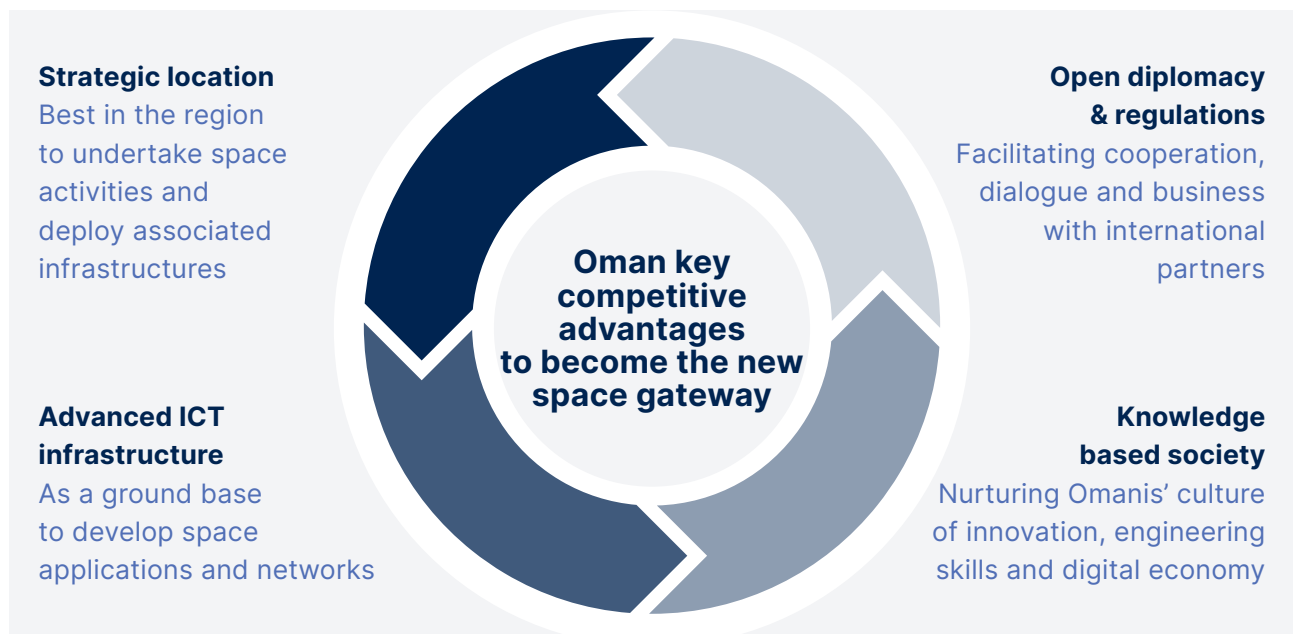 Strategic location
Best in the region
to undertake space
activities and
deploy associated
infrastructures
Open diplomacy
& regulations
Facilitating cooperation,
dialogue and business
with international
partners
Oman key
competitive
advantages
to become the new
space gateway
Advanced ICT
infrastructure
As a ground base
to develop space
applications and networks
Knowledge
based society
Nurturing Omanis’ culture
of innovation, engineering
skills and digital economy